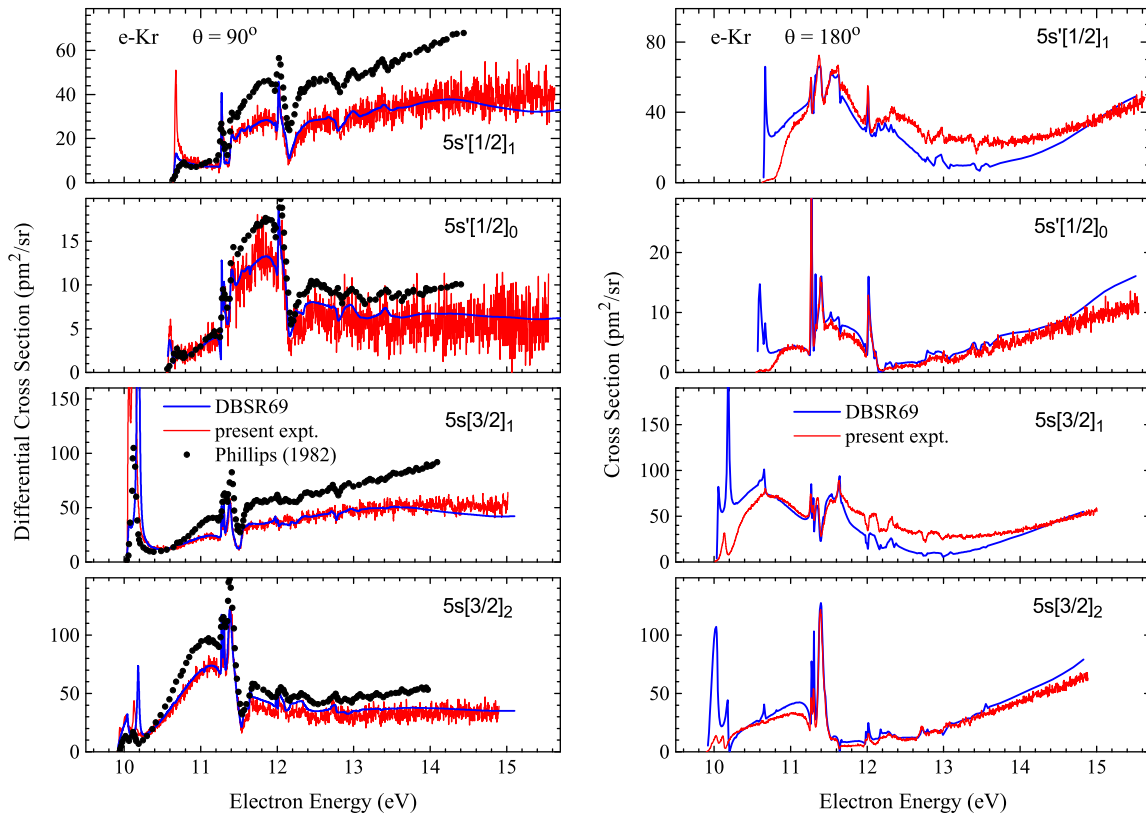 e-Kr θ = 90°
5s'[1/2]₁
60
40
20
0
5s'[1/2]₀
15
10
5
0
5s[3/2]₁
DBSR69
present expt.
Phillips (1982)
150
100
50
0
5s[3/2]₂
100
50
0
10 11 12 13 14 15
Electron Energy (eV)
Differential Cross Section (pm²/sr)
e-Kr θ = 180°
5s'[1/2]₁
80
40
0
5s'[1/2]₀
20
10
0
5s[3/2]₁
DBSR69
present expt.
150
100
50
0
5s[3/2]₂
100
50
0
10 11 12 13 14 15
Electron Energy (eV)
Cross Section (pm²/sr)